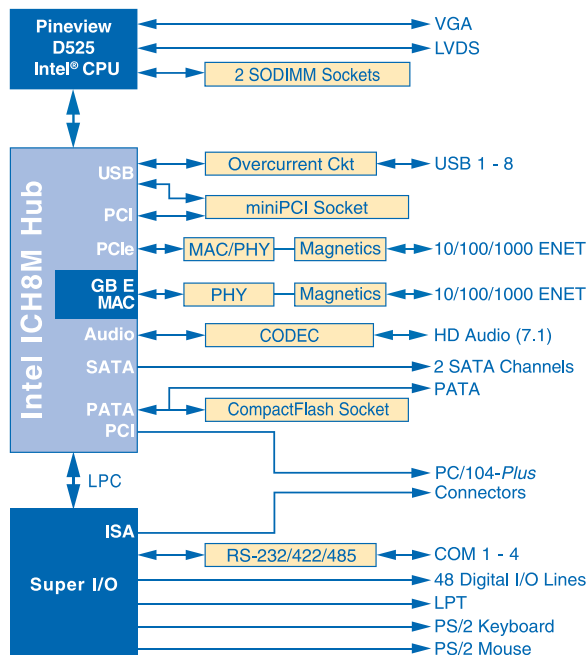 Pineview
D525
Intel® CPU
VGA
LVDS
2 SODIMM Sockets
Intel ICH8M Hub
USB
Overcurrent Ckt
USB 1 - 8
PCI
miniPCI Socket
PCIe
MAC/PHY
Magnetics
10/100/1000 ENET
GB E
MAC
PHY
Magnetics
10/100/1000 ENET
Audio
CODEC
HD Audio (7.1)
SATA
2 SATA Channels
PATA
PATA
CompactFlash Socket
PCI
LPC
PC/104-Plus
Connectors
ISA
Super I/O
RS-232/422/485
COM 1 - 4
48 Digital I/O Lines
LPT
PS/2 Keyboard
PS/2 Mouse